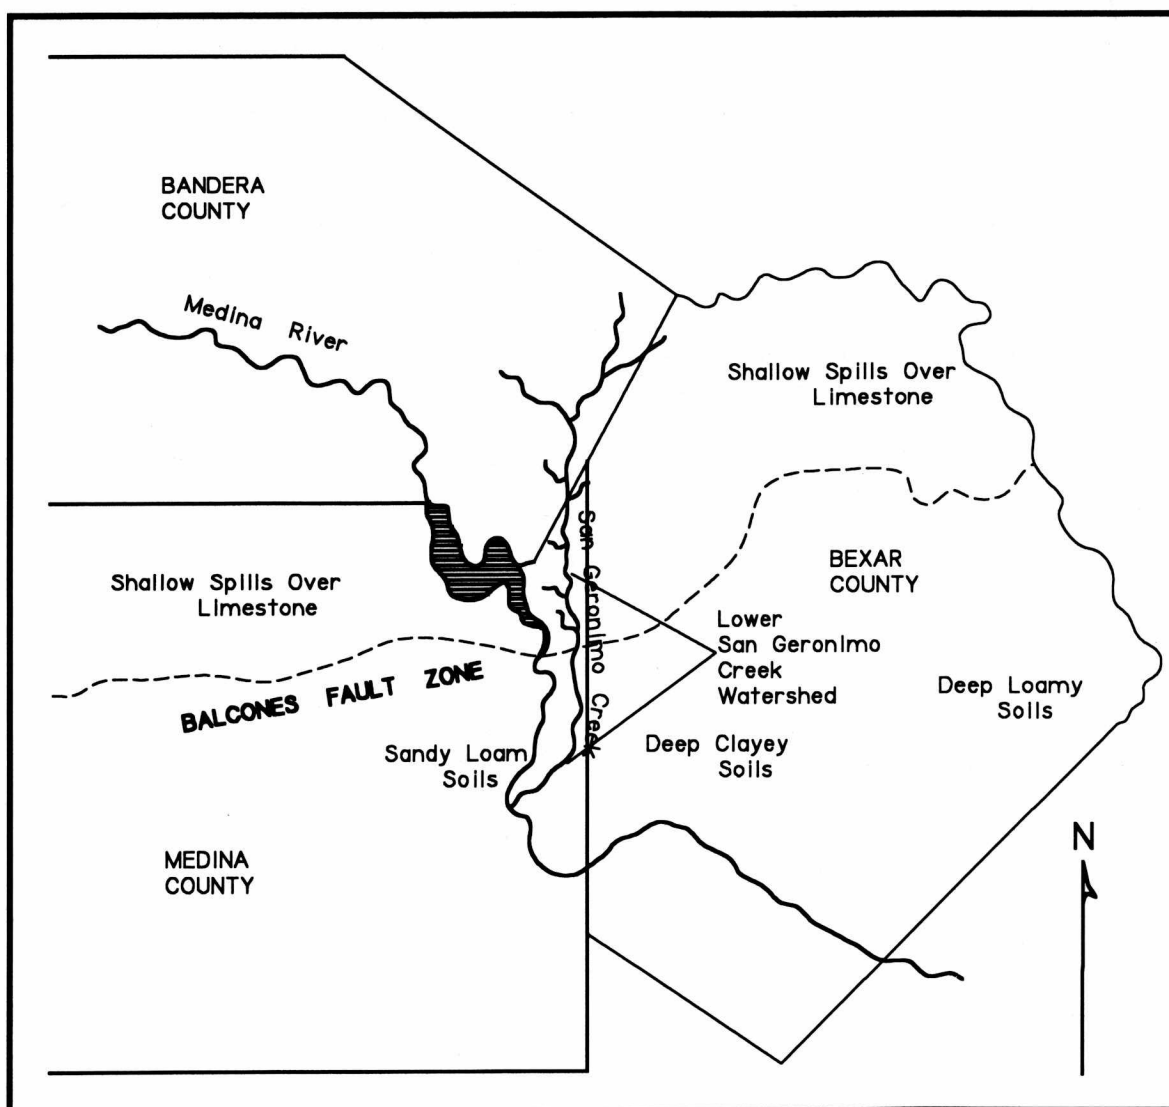 BANDERA
COUNTY
Medina River
Shallow Spills Over
Limestone
Shallow Spills Over
Limestone
San Geronimo Creek
BEXAR
COUNTY
Lower
San Geronimo
Creek
Watershed
BALCONES FAULT ZONE
Deep Loamy
Soils
Sandy Loam
Soils
Deep Clayey
Soils
MEDINA
COUNTY
N